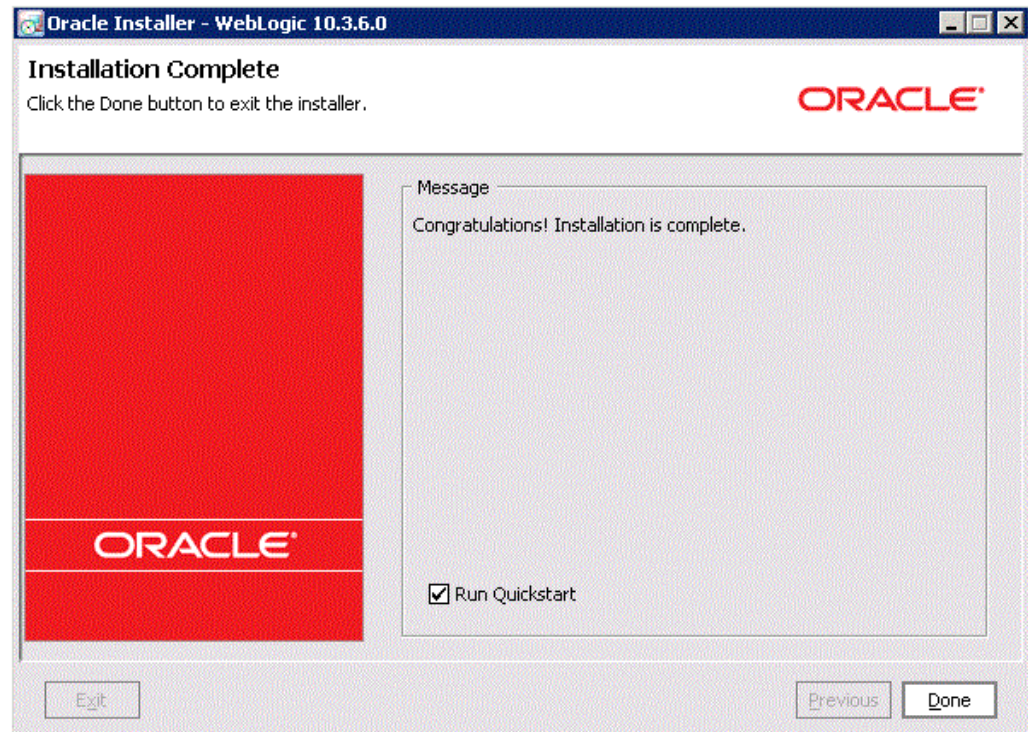 Oracle Installer - WebLogic 10.3.6.0
Installation Complete
Click the Done button to exit the installer.
ORACLE
Message
Congratulations! Installation is complete.
ORACLE
Run Quickstart
Exit
Previous
Done